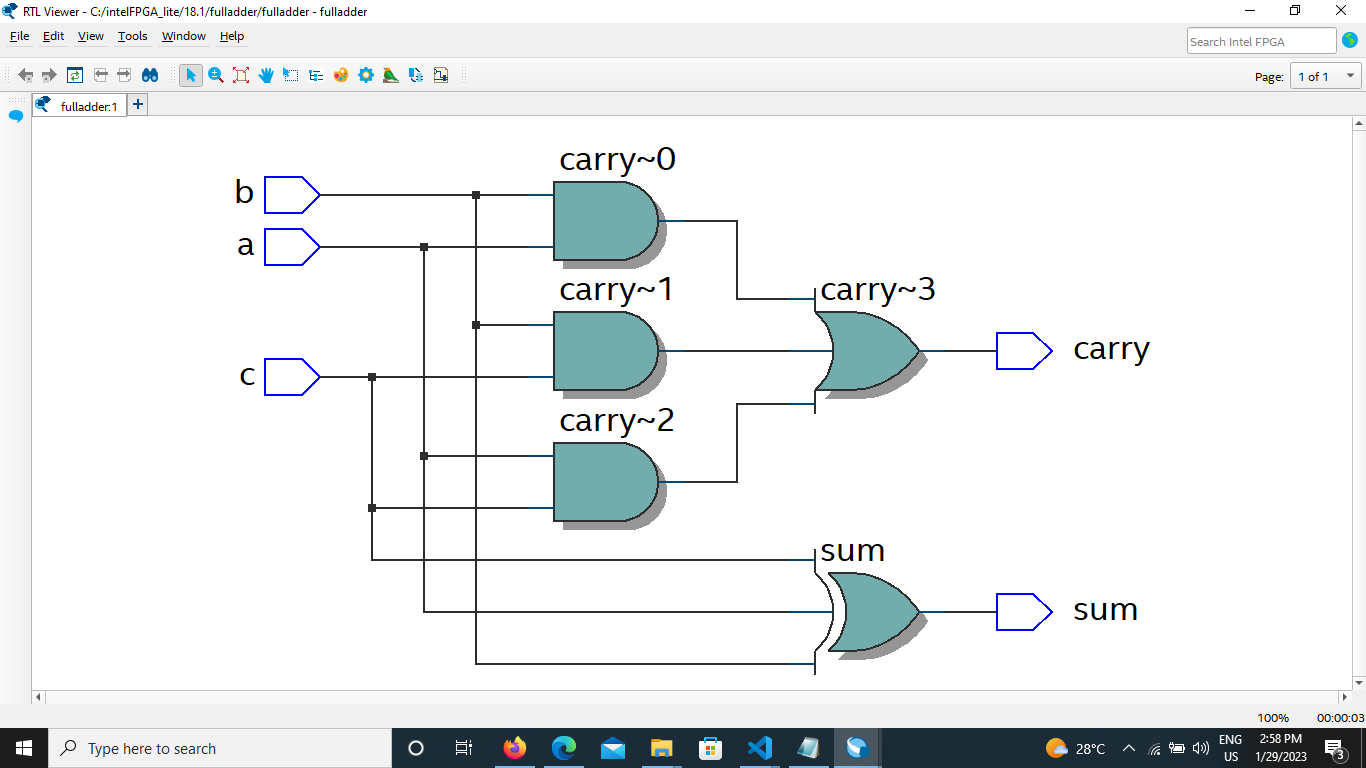 RTL Viewer - C:/intelFPGA_lite/18.1/fulladder/fulladder - fulladder
File Edit View Tools Window Help
Search Intel FPGA
Page: 1 of 1
fulladder:1
carry~0
b
a
carry~1
carry~3
carry
c
carry~2
sum
sum
100% 00:00:03
Type here to search
28°C
ENG
US
2:58 PM
1/29/2023
3